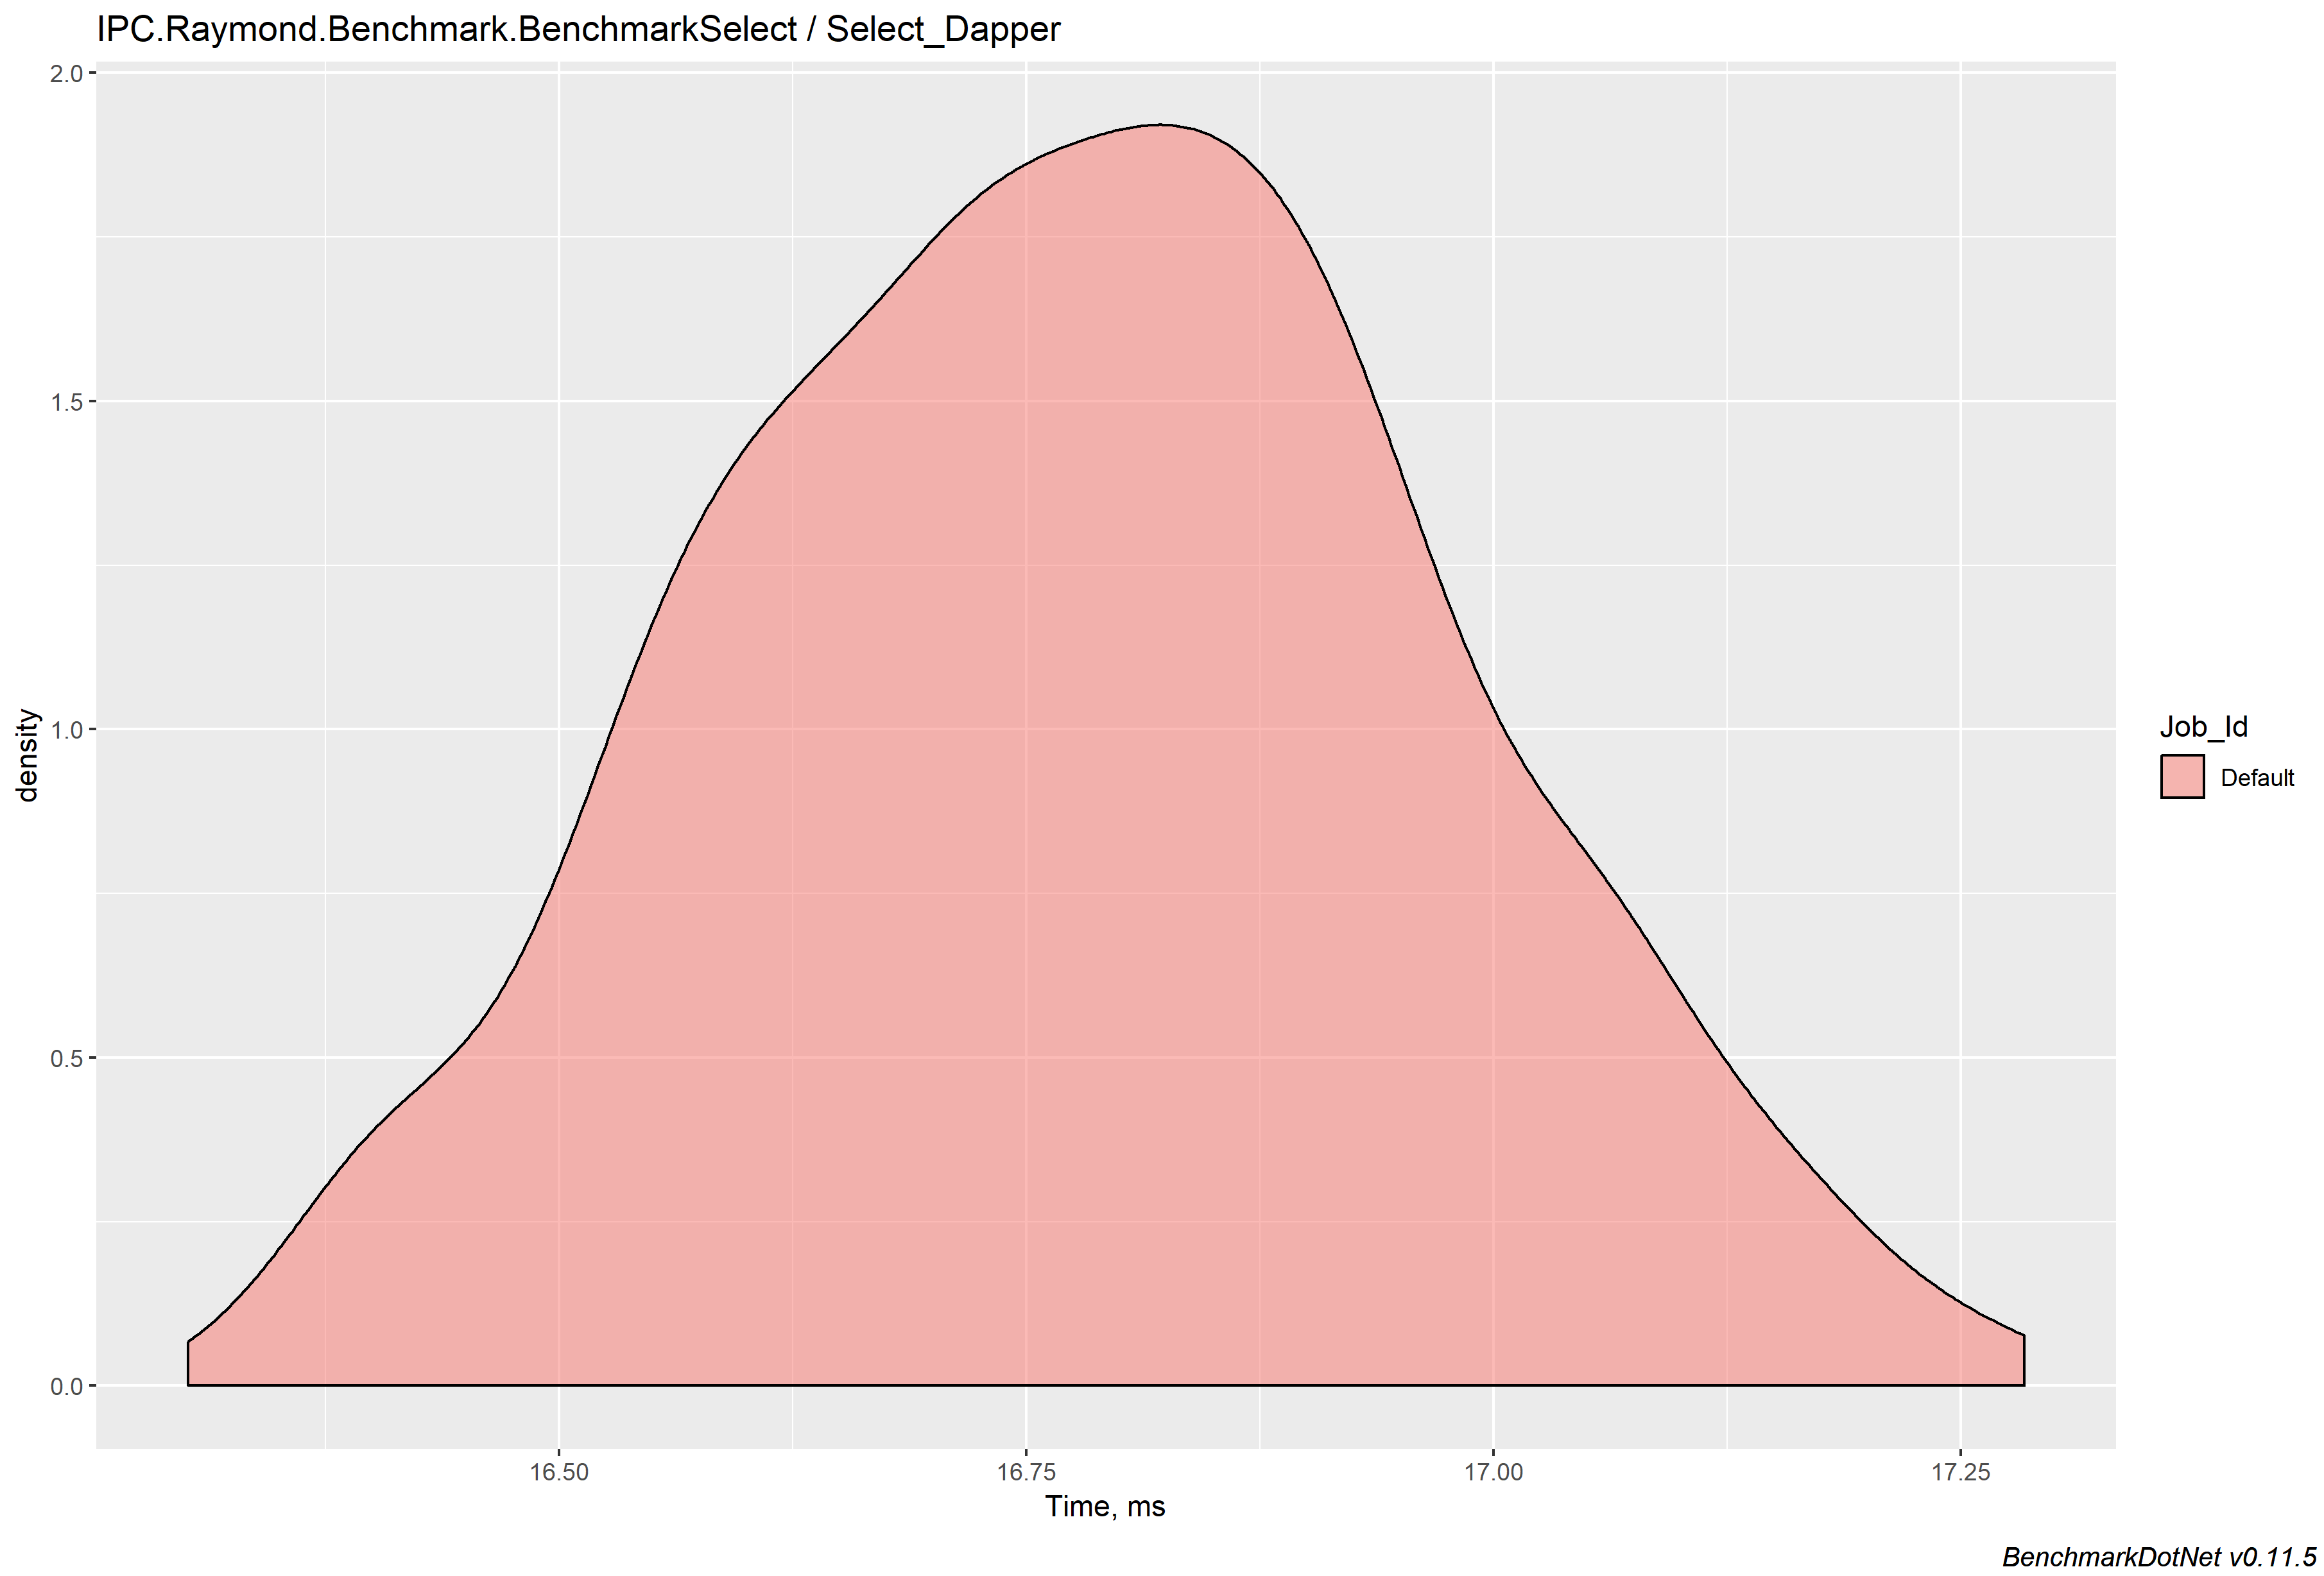 IPC.Raymond.Benchmark.BenchmarkSelect / Select_Dapper
2.0
1.5
1.0
0.5
0.0
density
16.50 16.75 17.00 17.25
Time, ms
Job_Id
Default
BenchmarkDotNet v0.11.5